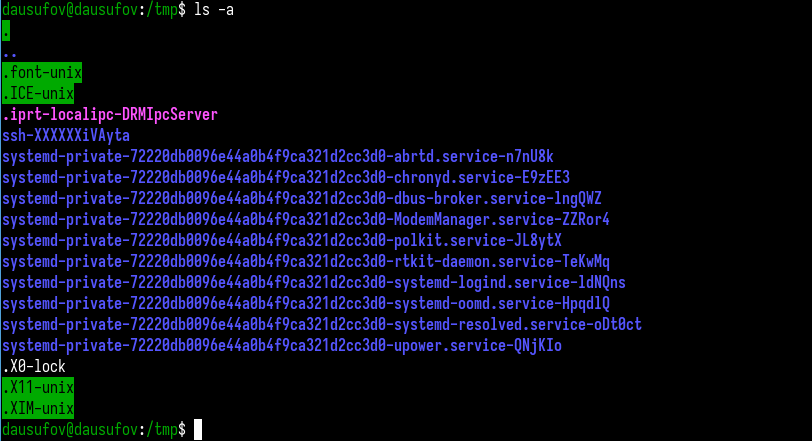 dausufov@dausufov:/tmp$ ls -a
.
..
.font-unix
.ICE-unix
.iprt-localipc-DRMIpcServer
ssh-XXXXXXiVAyta
systemd-private-72220db0096e44a0b4f9ca321d2cc3d0-abrtd.service-n7nU8k
systemd-private-72220db0096e44a0b4f9ca321d2cc3d0-chronyd.service-E9zEE3
systemd-private-72220db0096e44a0b4f9ca321d2cc3d0-dbus-broker.service-lngQWZ
systemd-private-72220db0096e44a0b4f9ca321d2cc3d0-ModemManager.service-ZZRor4
systemd-private-72220db0096e44a0b4f9ca321d2cc3d0-polkit.service-JL8ytX
systemd-private-72220db0096e44a0b4f9ca321d2cc3d0-rtkit-daemon.service-TeKwMq
systemd-private-72220db0096e44a0b4f9ca321d2cc3d0-systemd-logind.service-ldNQns
systemd-private-72220db0096e44a0b4f9ca321d2cc3d0-systemd-oomd.service-HpqdlQ
systemd-private-72220db0096e44a0b4f9ca321d2cc3d0-systemd-resolved.service-oDt0ct
systemd-private-72220db0096e44a0b4f9ca321d2cc3d0-upower.service-QNjKIo
.X0-lock
.X11-unix
.XIM-unix
dausufov@dausufov:/tmp$